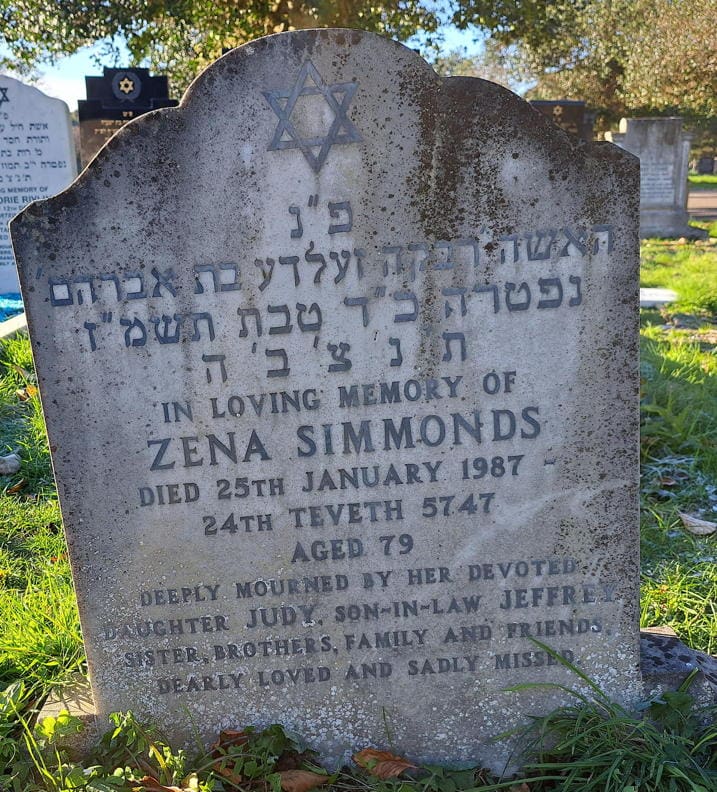 פ״נ
האשה רבקה זעלדע בת אברהם
נפטרה כ״ד טבת תשמ״ז
ת׳ נ׳ צ׳ ב׳ ה
IN LOVING MEMORY OF
ZENA SIMMONDS
DIED 25TH JANUARY 1987 -
24TH TEVETH 5747
AGED 79
DEEPLY MOURNED BY HER DEVOTED
DAUGHTER JUDY, SON-IN-LAW JEFFREY
SISTER, BROTHERS, FAMILY AND FRIENDS.
DEARLY LOVED AND SADLY MISSED.